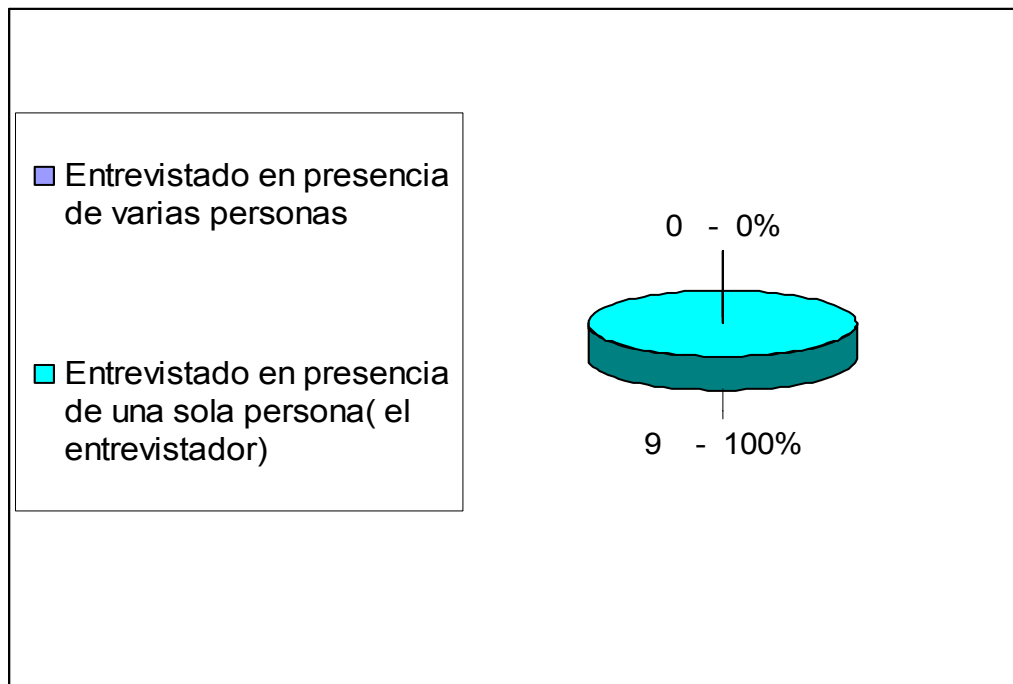 Entrevistado en presencia
de varias personas
Entrevistado en presencia
de una sola persona( el
entrevistador)
0 - 0%
9 - 100%